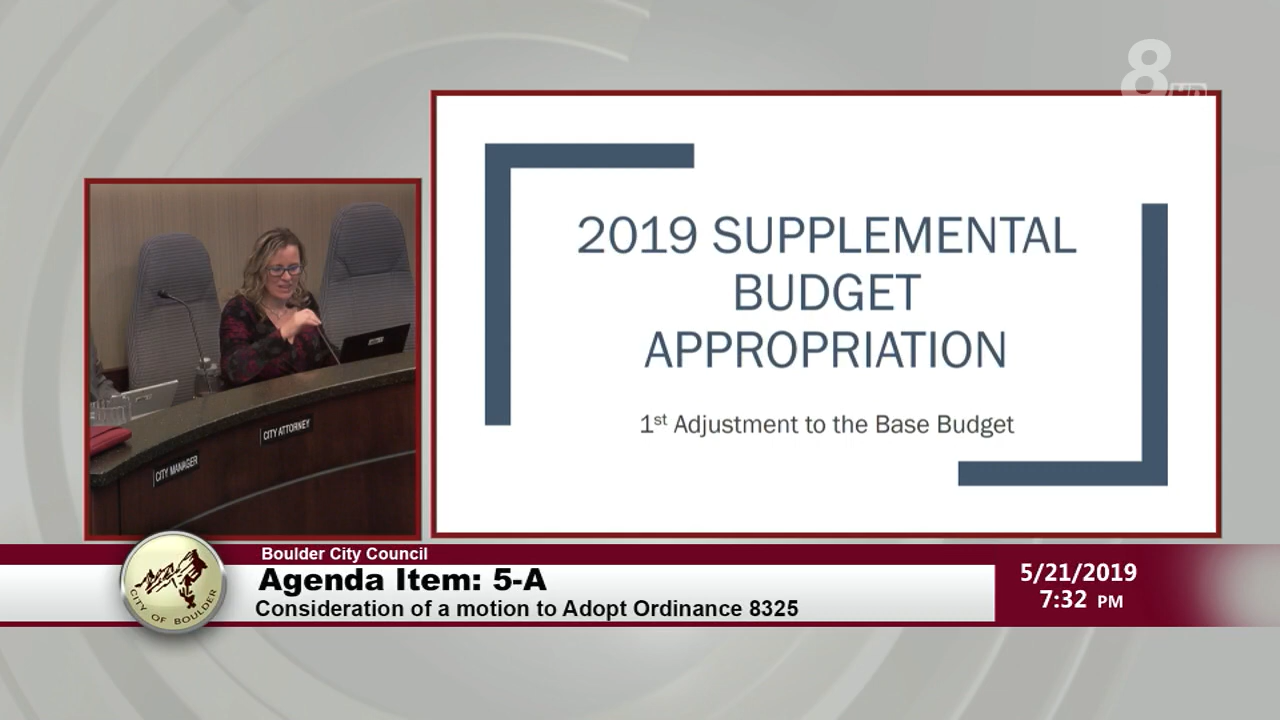 8HD
2019 SUPPLEMENTAL
BUDGET
APPROPRIATION
1st Adjustment to the Base Budget
CITY ATTORNEY
CITY MANAGER
Boulder City Council
Agenda Item: 5-A
Consideration of a motion to Adopt Ordinance 8325
5/21/2019
7:32 PM
CITY OF BOULDER